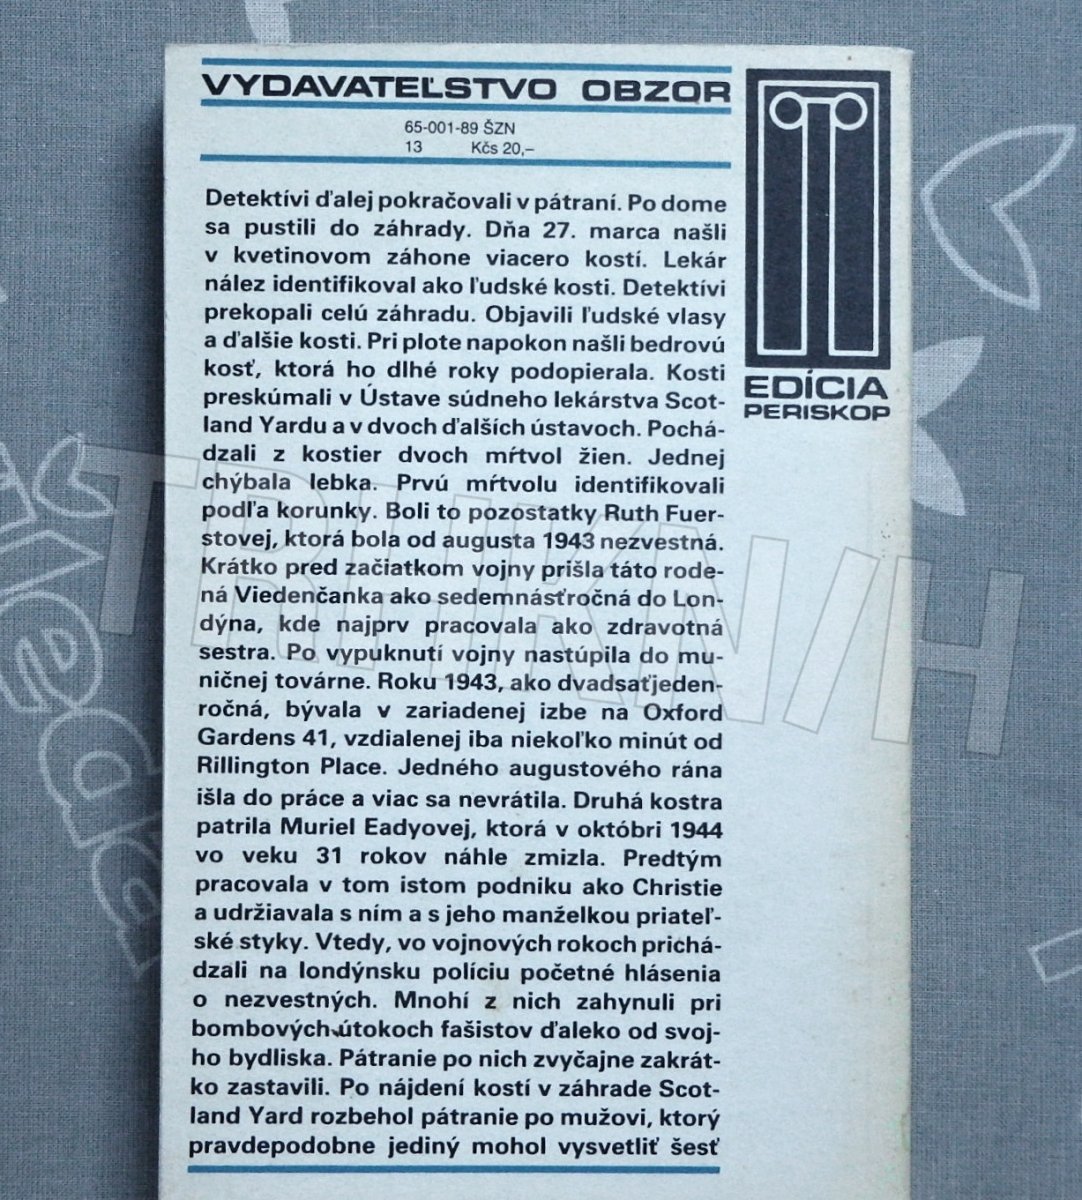 VYDAVATEĽSTVO OBZOR
65-001-89 ŠZN
13 Kčs 20,–
Detektívi ďalej pokračovali v pátraní. Po dome
sa pustili do záhrady. Dňa 27. marca našli
v kvetinovom záhone viacero kostí. Lekár
nález identifikoval ako ľudské kosti. Detektívi
prekopali celú záhradu. Objavili ľudské vlasy
a ďalšie kosti. Pri plote napokon našli bedrovú
kosť, ktorá ho dlhé roky podopierala. Kosti
preskúmali v Ústave súdneho lekárstva Scot-
land Yardu a v dvoch ďalších ústavoch. Pochá-
dzali z kostier dvoch mŕtvol žien. Jednej
chýbala lebka. Prvú mŕtvolu identifikovali
podľa korunky. Boli to pozostatky Ruth Fuer-
stovej, ktorá bola od augusta 1943 nezvestná.
Krátko pred začiatkom vojny prišla táto rode-
ná Viedenčanka ako sedemnásťročná do Lon-
dýna, kde najprv pracovala ako zdravotná
sestra. Po vypuknutí vojny nastúpila do mu-
ničnej továrne. Roku 1943, ako dvadsaťjeden-
ročná, bývala v zariadenej izbe na Oxford
Gardens 41, vzdialenej iba niekoľko minút od
Rillington Place. Jedného augustového rána
išla do práce a viac sa nevrátila. Druhá kostra
patrila Muriel Eadyovej, ktorá v októbri 1944
vo veku 31 rokov náhle zmizla. Predtým
pracovala v tom istom podniku ako Christie
a udržiavala s ním a s jeho manželkou priateľ-
ské styky. Vtedy, vo vojnových rokoch prichá-
dzali na londýnsku políciu početné hlásenia
o nezvestných. Mnohí z nich zahynuli pri
bombových útokoch fašistov ďaleko od svoj-
ho bydliska. Pátranie po nich zvyčajne zakrát-
ko zastavili. Po nájdení kostí v záhrade Scot-
land Yard rozbehol pátranie po mužovi, ktorý
pravdepodobne jediný mohol vysvetliť šesť
EDÍCIA
PERISKOP